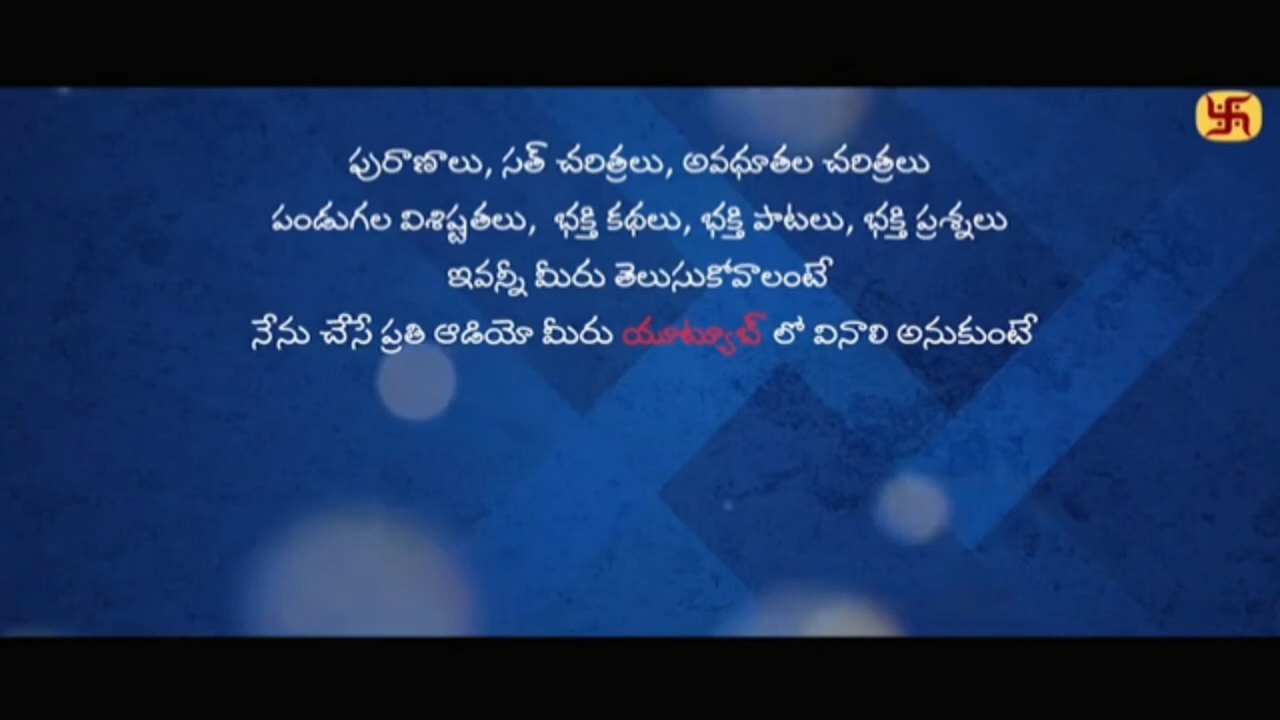 పురాణాలు, సత్ చరిత్రలు, అవధూతల చరిత్రలు
పండుగల విశిష్టతలు, భక్తి కథలు, భక్తి పాటలు, భక్తి ప్రశ్నలు
ఇవన్నీ మీరు తెలుసుకోవాలంటే
నేను చేసే ప్రతి ఆడియో మీరు యూట్యూబ్ లో వినాలి అనుకుంటే